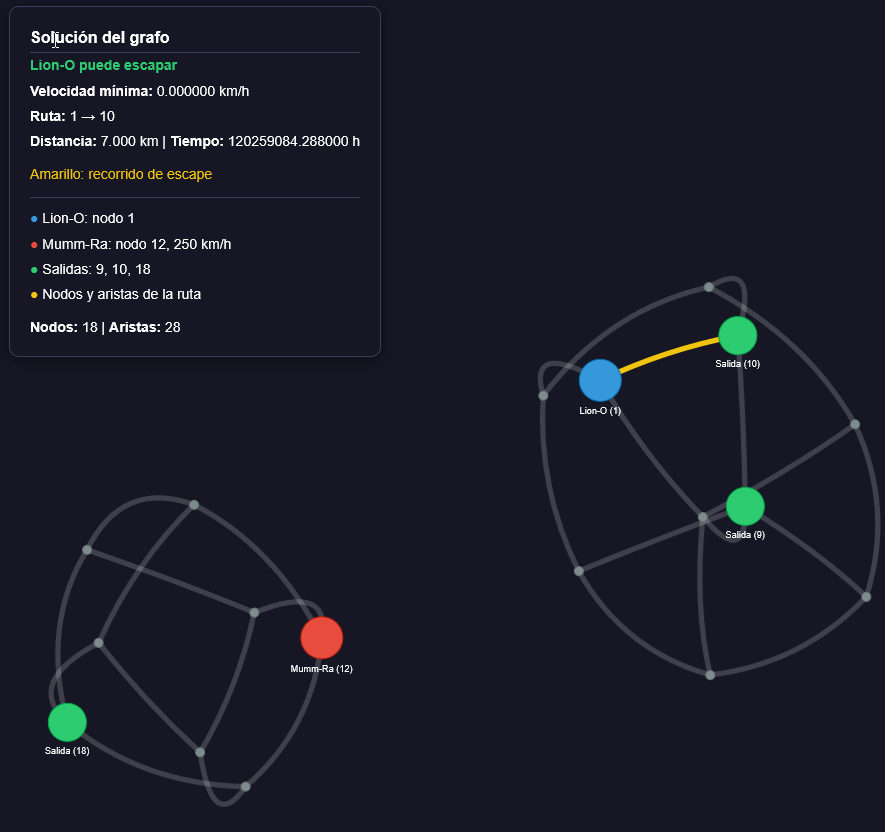 Solución del grafo
Lion-O puede escapar
Velocidad mínima: 0.000000 km/h
Ruta: 1 → 10
Distancia: 7.000 km | Tiempo: 120259084.288000 h
Amarillo: recorrido de escape
● Lion-O: nodo 1
● Mumm-Ra: nodo 12, 250 km/h
● Salidas: 9, 10, 18
● Nodos y aristas de la ruta
Nodos: 18 | Aristas: 28
Salida (10)
Lion-O (1)
Salida (9)
Mumm-Ra (12)
Salida (18)